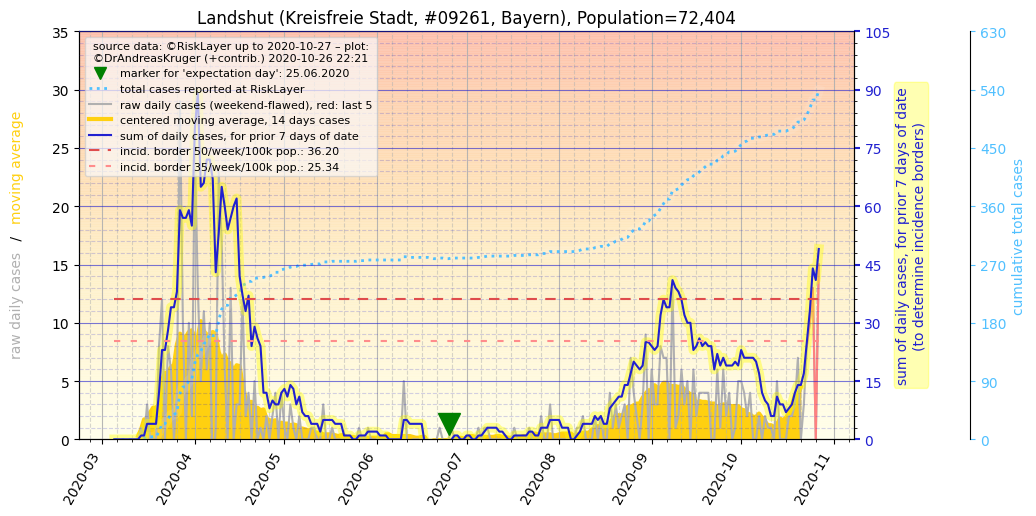 Landshut (Kreisfreie Stadt, #09261, Bayern), Population=72,404
source data: ©RiskLayer up to 2020-10-27 – plot:
©DrAndreasKruger (+contrib.) 2020-10-26 22:21
marker for 'expectation day': 25.06.2020
total cases reported at RiskLayer
raw daily cases (weekend-flawed), red: last 5
centered moving average, 14 days cases
sum of daily cases, for prior 7 days of date
incid. border 50/week/100k pop.: 36.20
incid. border 35/week/100k pop.: 25.34
raw daily cases / moving average
35
30
25
20
15
10
5
0
105
90
75
60
45
30
15
0
sum of daily cases, for prior 7 days of date
(to determine incidence borders)
630
540
450
360
270
180
90
0
cumulative total cases
2020-03
2020-04
2020-05
2020-06
2020-07
2020-08
2020-09
2020-10
2020-11